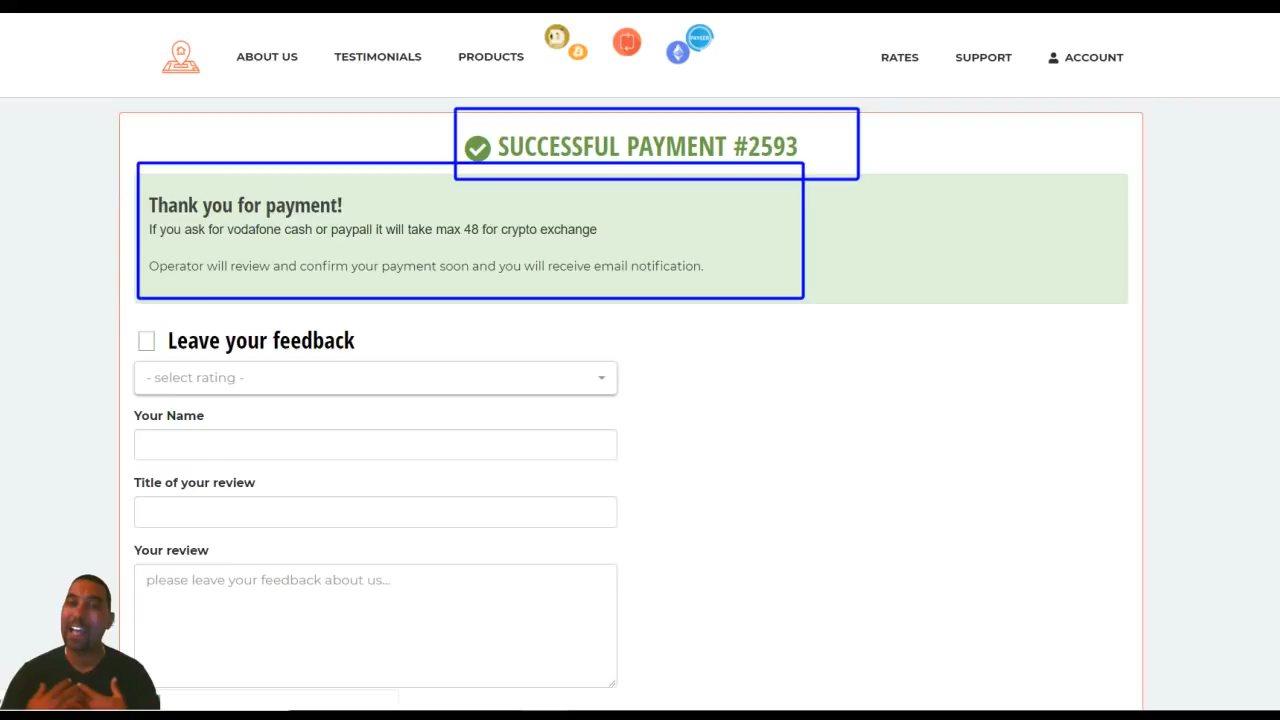 ABOUT US TESTIMONIALS PRODUCTS PAYEER RATES SUPPORT ACCOUNT
SUCCESSFUL PAYMENT #2593
Thank you for payment!
If you ask for vodafone cash or paypall it will take max 48 for crypto exchange
Operator will review and confirm your payment soon and you will receive email notification.
Leave your feedback
- select rating -
Your Name
Title of your review
Your review
please leave your feedback about us...